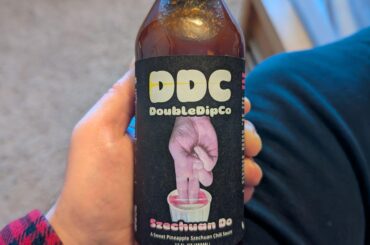 DDC
DoubleDipCo
Szechuan Do
A Sweet Pineapple Szechuan Chili Sauce